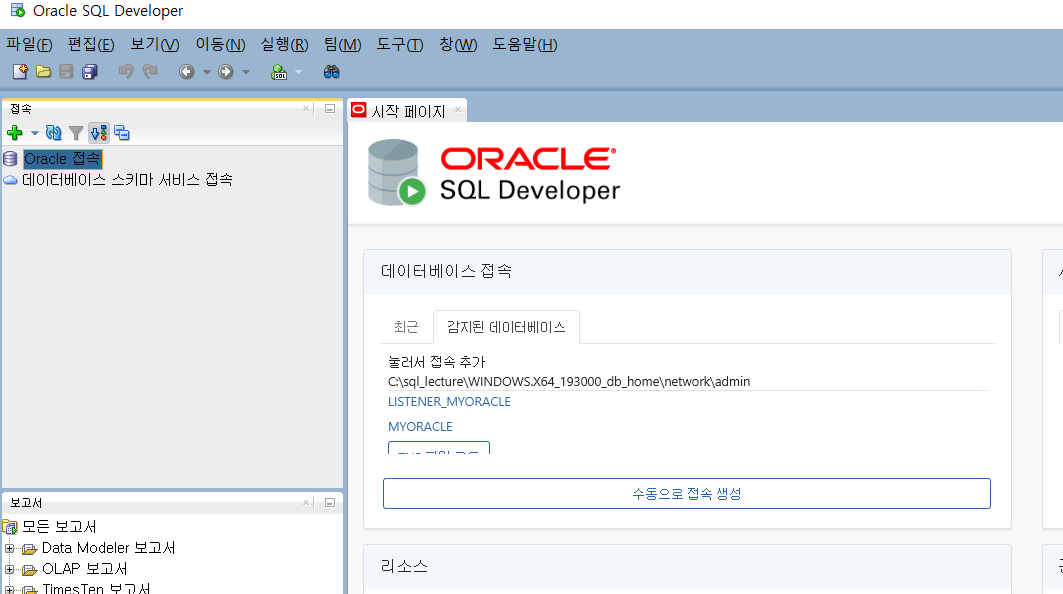 Oracle SQL Developer
파일(F) 편집(E) 보기(V) 이동(N) 실행(R) 팀(M) 도구(T) 창(W) 도움말(H)
SQL
접속
Oracle 접속
데이터베이스 스키마 서비스 접속
보고서
모든 보고서
Data Modeler 보고서
OLAP 보고서
TimesTen 보고서
시작 페이지
ORACLE
SQL Developer
데이터베이스 접속
최근 감지된 데이터베이스
눌러서 접속 추가
C:\sql_lecture\WINDOWS.X64_193000_db_home\network\admin
LISTENER_MYORACLE
MYORACLE
수동으로 접속 생성
리소스